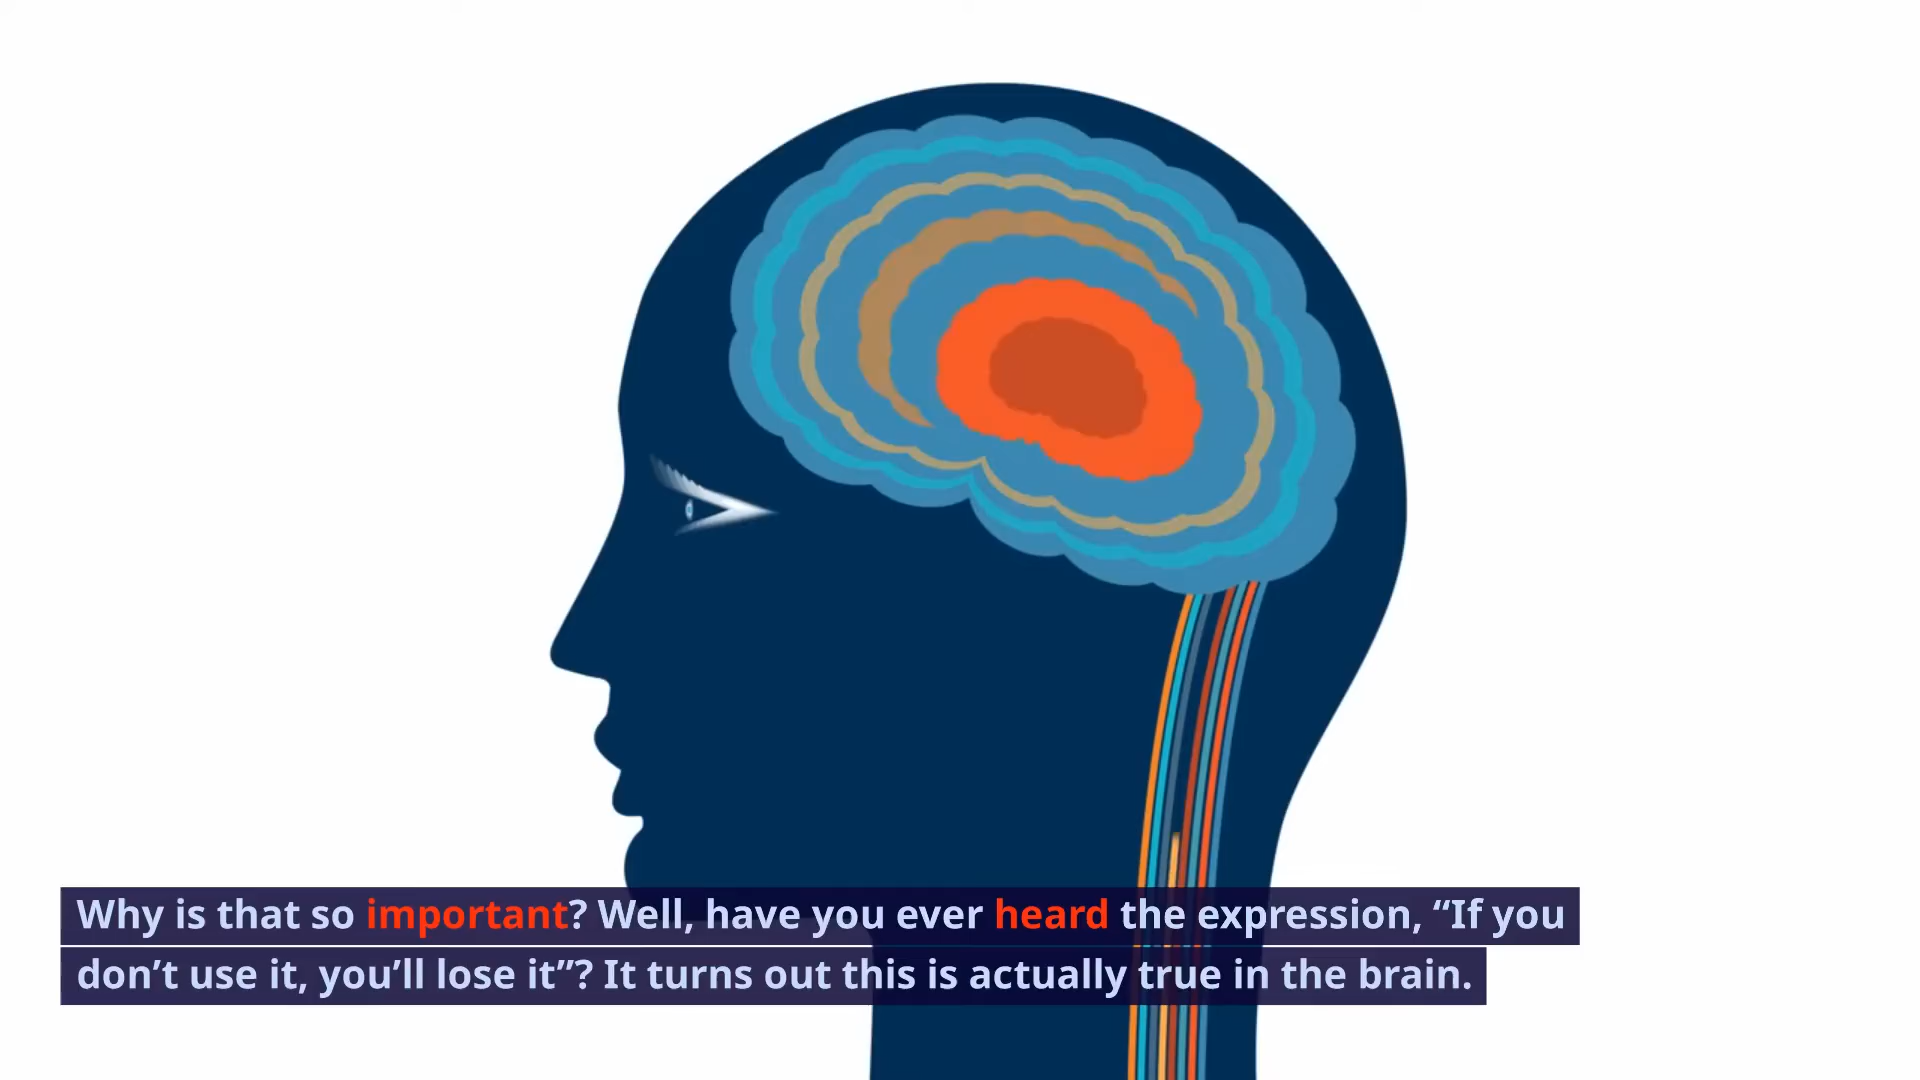 Why is that so important? Well, have you ever heard the expression, “If you
don’t use it, you’ll lose it”? It turns out this is actually true in the brain.